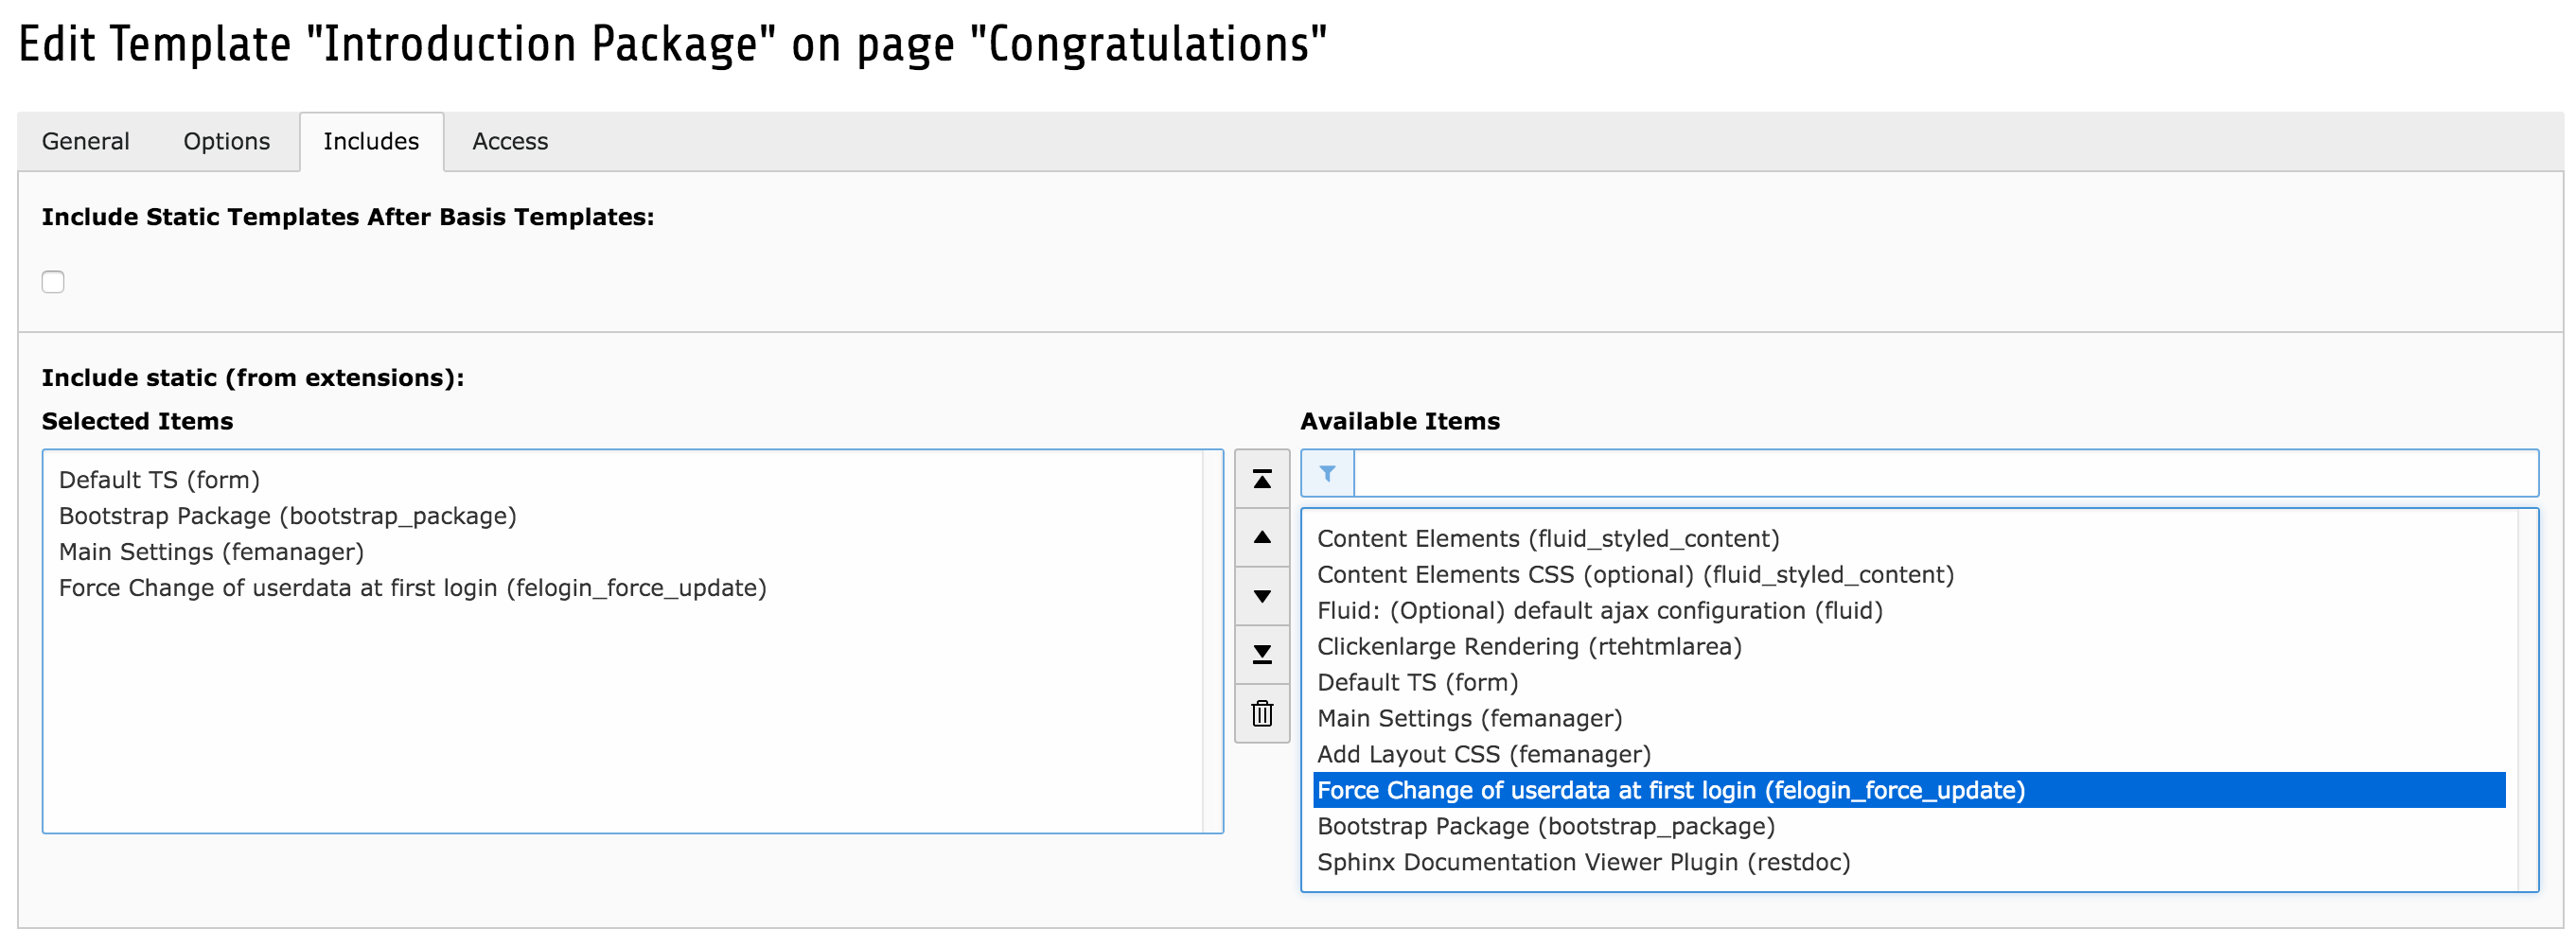 Edit Template "Introduction Package" on page "Congratulations"
General Options Includes Access
Include Static Templates After Basis Templates:
Include static (from extensions):
Selected Items
Default TS (form)
Bootstrap Package (bootstrap_package)
Main Settings (femanager)
Force Change of userdata at first login (felogin_force_update)
Available Items
Content Elements (fluid_styled_content)
Content Elements CSS (optional) (fluid_styled_content)
Fluid: (Optional) default ajax configuration (fluid)
Clickenlarge Rendering (rtehtmlarea)
Default TS (form)
Main Settings (femanager)
Add Layout CSS (femanager)
Force Change of userdata at first login (felogin_force_update)
Bootstrap Package (bootstrap_package)
Sphinx Documentation Viewer Plugin (restdoc)